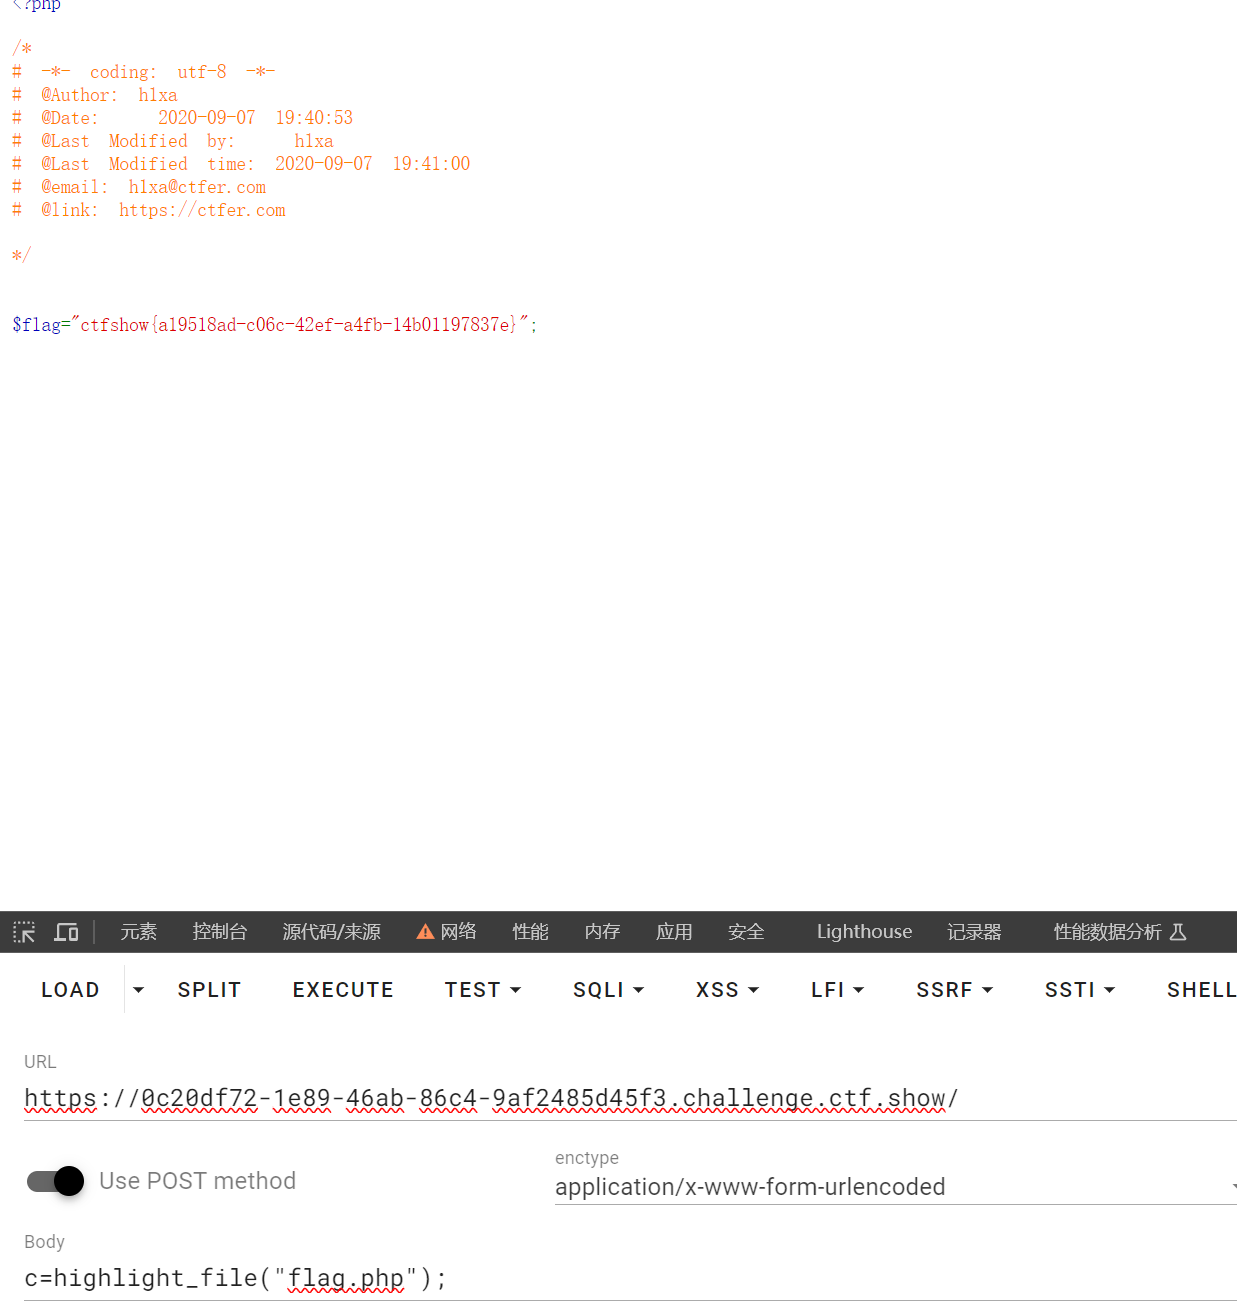 <?php
/*
# -*- coding: utf-8 -*-
# @Author: h1xa
# @Date: 2020-09-07 19:40:53
# @Last Modified by: h1xa
# @Last Modified time: 2020-09-07 19:41:00
# @email: h1xa@ctfer.com
# @link: https://ctfer.com
*/
$flag="ctfshow{a19518ad-c06c-42ef-a4fb-14b01197837e}";
元素 控制台 源代码/来源 网络 性能 内存 应用 安全 Lighthouse 记录器 性能数据分析
LOAD SPLIT EXECUTE TEST SQLI XSS LFI SSRF SSTI SHELL
URL
https://0c20df72-1e89-46ab-86c4-9af2485d45f3.challenge.ctf.show/
Use POST method
enctype
application/x-www-form-urlencoded
Body
c=highlight_file("flag.php");